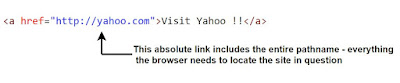 <a href="http://yahoo.com">Visit Yahoo !!</a>
This absolute link includes the entire pathname - everything
the browser needs to locate the site in question